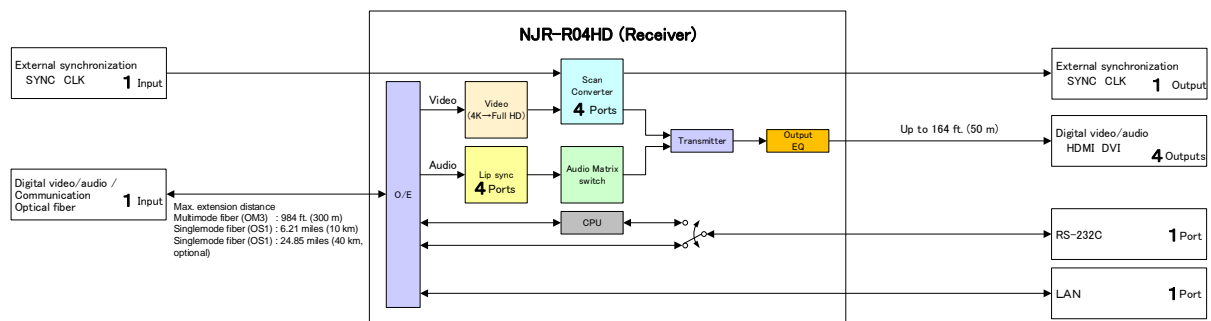 NJR-R04HD (Receiver)
External synchronization
SYNC CLK 1 Input
Digital video/audio /
Communication
Optical fiber
1 Input
Max. extension distance
Multimode fiber (OM3) : 984 ft. (300 m)
Singlemode fiber (OS1) : 6.21 miles (10 km)
Singlemode fiber (OS1) : 24.85 miles (40 km,
optional)
O/E
Video
Video
(4K→Full HD)
Scan
Converter
4 Ports
Audio
Lip sync
4 Ports
Audio Matrix
switch
CPU
Transmitter
Output
EQ
Up to 164 ft. (50 m)
External synchronization
SYNC CLK 1 Output
Digital video/audio
HDMI DVI
4 Outputs
RS-232C 1 Port
LAN 1 Port